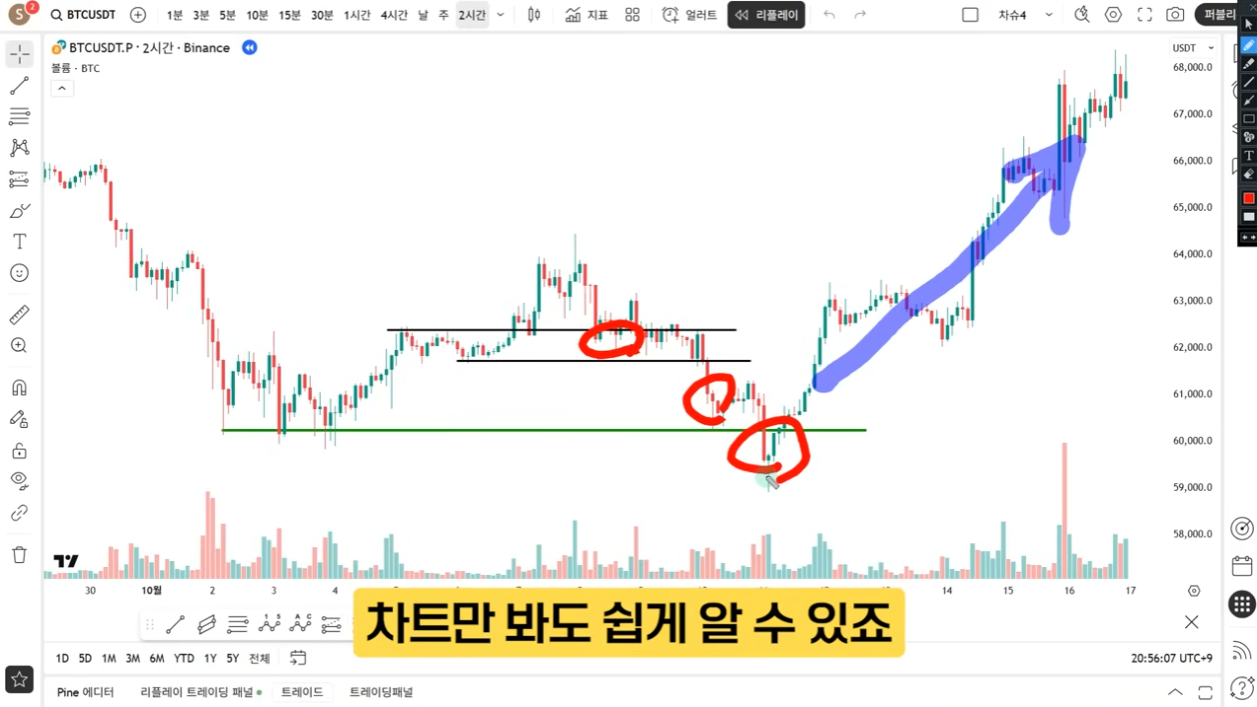 S 2 BTCUSDT 1분 3분 5분 10분 15분 30분 1시간 4시간 날 주 2시간 지표 얼러트 리플레이 차슈4 퍼블리
BTCUSDT.P · 2시간 · Binance
볼륨 · BTC
USDT
68,000.0
67,000.0
66,000.0
65,000.0
64,000.0
63,000.0
62,000.0
61,000.0
60,000.0
59,000.0
58,000.0
30 10월 2 3 4 14 15 16 17
차트만 봐도 쉽게 알 수 있죠
1D 5D 1M 3M 6M YTD 1Y 5Y 전체 20:56:07 UTC+9
Pine 에디터 리플레이 트레이딩 패널 트레이드 트레이딩패널